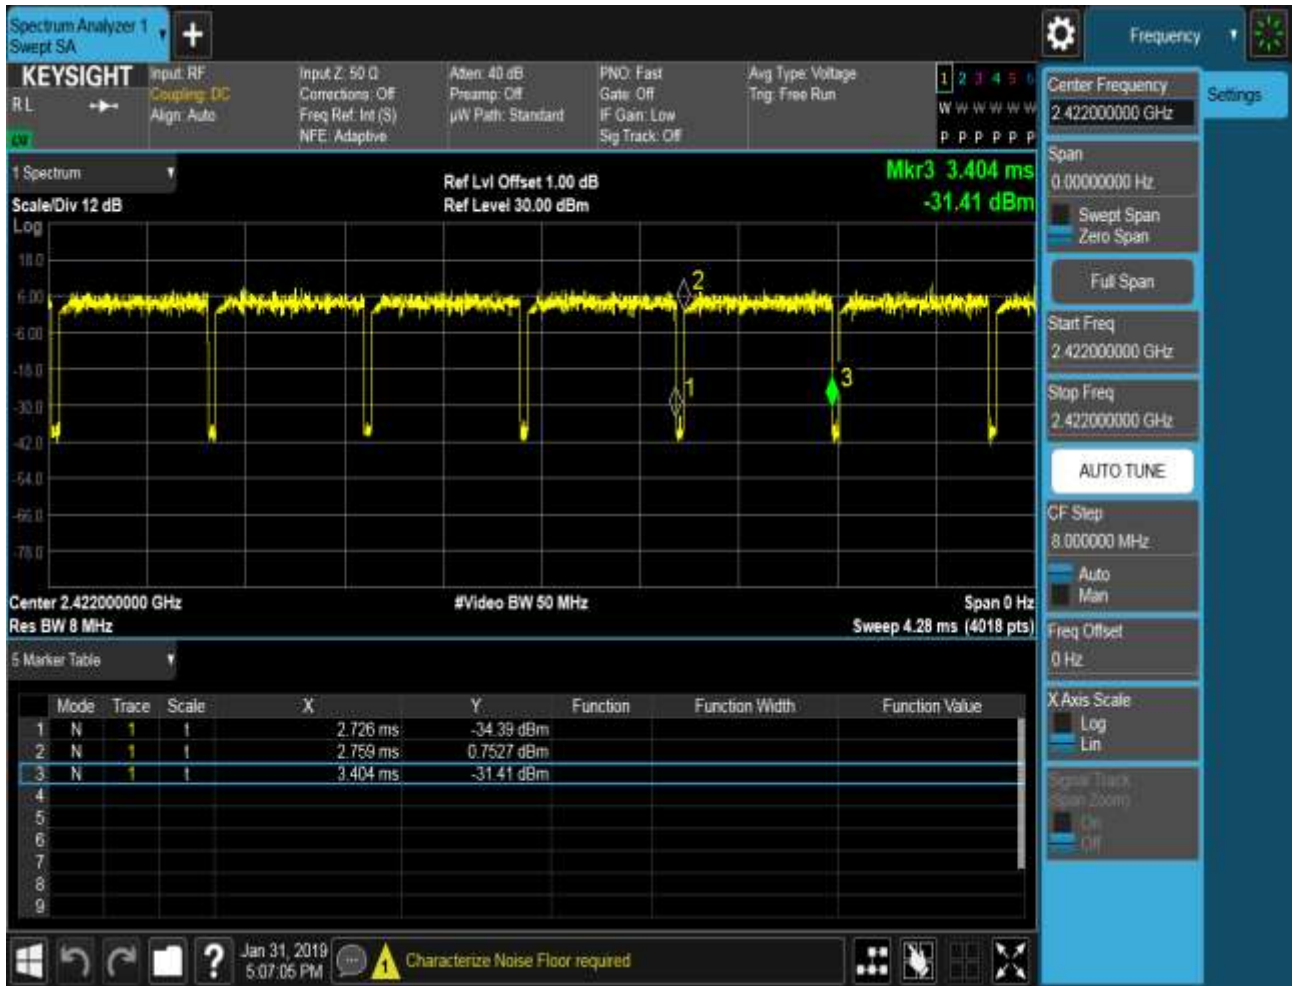 Spectrum Analyzer 1
Swept SA
Frequency
KEYSIGHT
R L
Input: RF
Coupling: DC
Align: Auto
Input Z: 50 Ω
Corrections: Off
Freq Ref: Int (S)
NFE: Adaptive
Atten: 40 dB
Preamp: Off
µW Path: Standard
PNO: Fast
Gate: Off
IF Gain: Low
Sig Track: Off
Avg Type: Voltage
Trig: Free Run
1 2 3 4 5 6
W W W W W W
P P P P P P
1 Spectrum
Scale/Div 12 dB
Ref Lvl Offset 1.00 dB
Ref Level 30.00 dBm
Mkr3 3.404 ms
-31.41 dBm
Log
18.0
6.00
-6.00
-18.0
-30.0
-42.0
-54.0
-66.0
-78.0
2
1
3
Center 2.422000000 GHz
Res BW 8 MHz
#Video BW 50 MHz
Span 0 Hz
Sweep 4.28 ms (4018 pts)
5 Marker Table
Mode Trace Scale X Y Function Function Width Function Value
1 N 1 t 2.726 ms -34.39 dBm
2 N 1 t 2.759 ms 0.7527 dBm
3 N 1 t 3.404 ms -31.41 dBm
4
5
6
7
8
9
Jan 31, 2019
5:07:05 PM
1
Characterize Noise Floor required
Center Frequency
2.422000000 GHz
Settings
Span
0.00000000 Hz
Swept Span
Zero Span
Full Span
Start Freq
2.422000000 GHz
Stop Freq
2.422000000 GHz
AUTO TUNE
CF Step
8.000000 MHz
Auto
Man
Freq Offset
0 Hz
X Axis Scale
Log
Lin
Signal Track
(Span Zoom)
On
Off